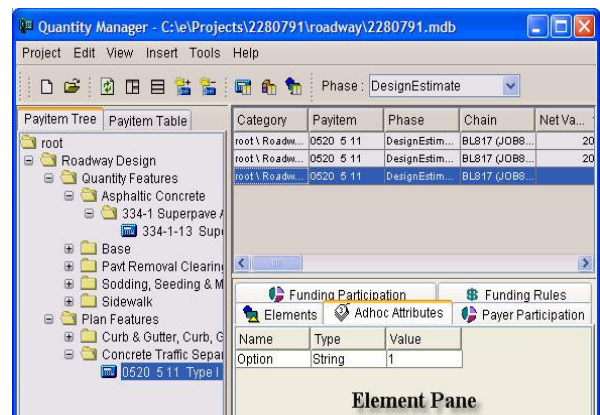 Quantity Manager - C:\e\Projects\2280791\roadway\2280791.mdb
Project Edit View Insert Tools Help
Phase: DesignEstimate
Payitem Tree Payitem Table
root
Roadway Design
Quantity Features
Asphaltic Concrete
334-1 Superpave
334-1-13 Sup
Base
Pavt Removal Clearin
Sodding, Seeding & M
Sidewalk
Plan Features
Curb & Gutter, Curb, G
Concrete Traffic Separ
0520 5 11 Type I
Category Payitem Phase Chain Net Va...
root \ Roadw... 0520 5 11 DesignEstim... BL817 (JOB8... 20
root \ Roadw... 0520 5 11 DesignEstim... BL817 (JOB8... 20
root \ Roadw... 0520 5 11 DesignEstim... BL817 (JOB8...
Funding Participation Funding Rules
Elements Adhoc Attributes Payer Participation
Name Type Value
Option String 1
Element Pane